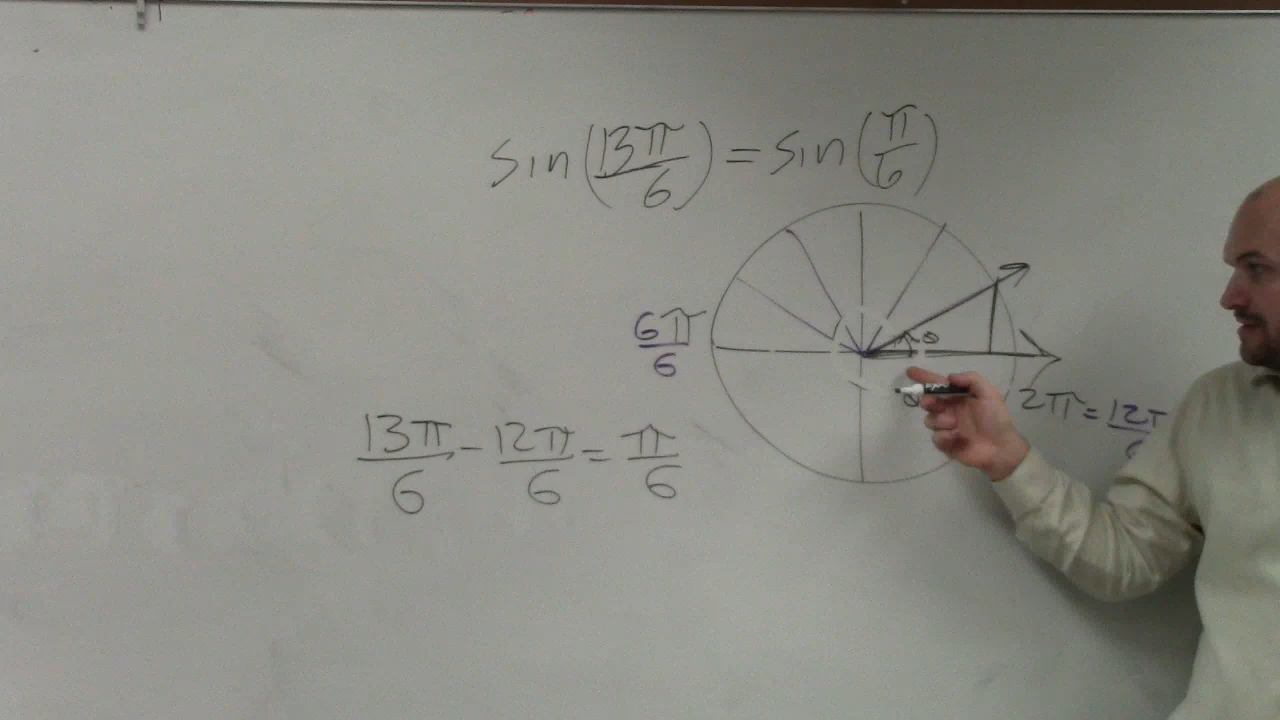 sin(13π/6) = sin(π/6)
6π/6
θ
2π = 12π/6
13π/6 - 12π/6 = π/6